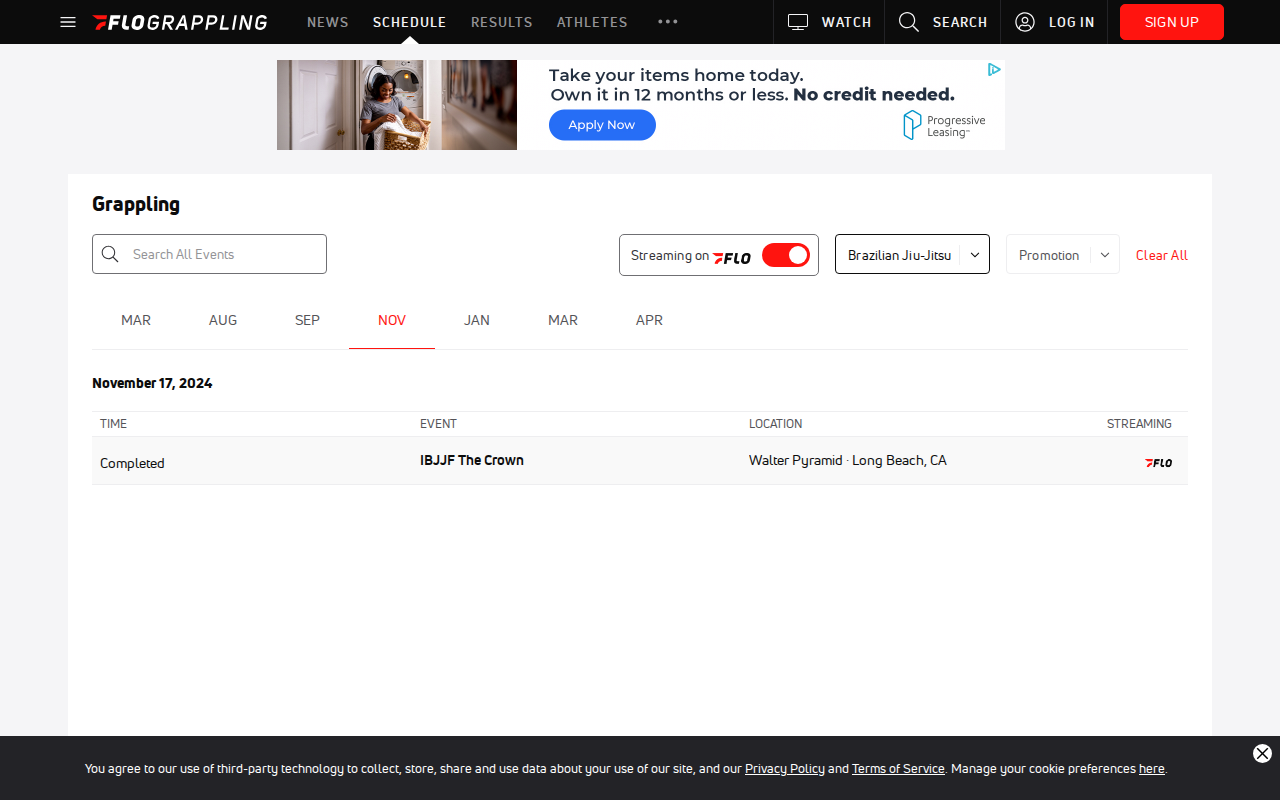 FLOGRAPPLING NEWS SCHEDULE RESULTS ATHLETES ••• WATCH SEARCH LOG IN SIGN UP
Take your items home today.
Own it in 12 months or less. No credit needed.
Apply Now
Progressive
Leasing
Grappling
Search All Events
Streaming on FLO
Brazilian Jiu-Jitsu
Promotion
Clear All
MAR AUG SEP NOV JAN MAR APR
November 17, 2024
TIME EVENT LOCATION STREAMING
Completed IBJJF The Crown Walter Pyramid · Long Beach, CA FLO
You agree to our use of third-party technology to collect, store, share and use data about your use of our site, and our Privacy Policy and Terms of Service. Manage your cookie preferences here.